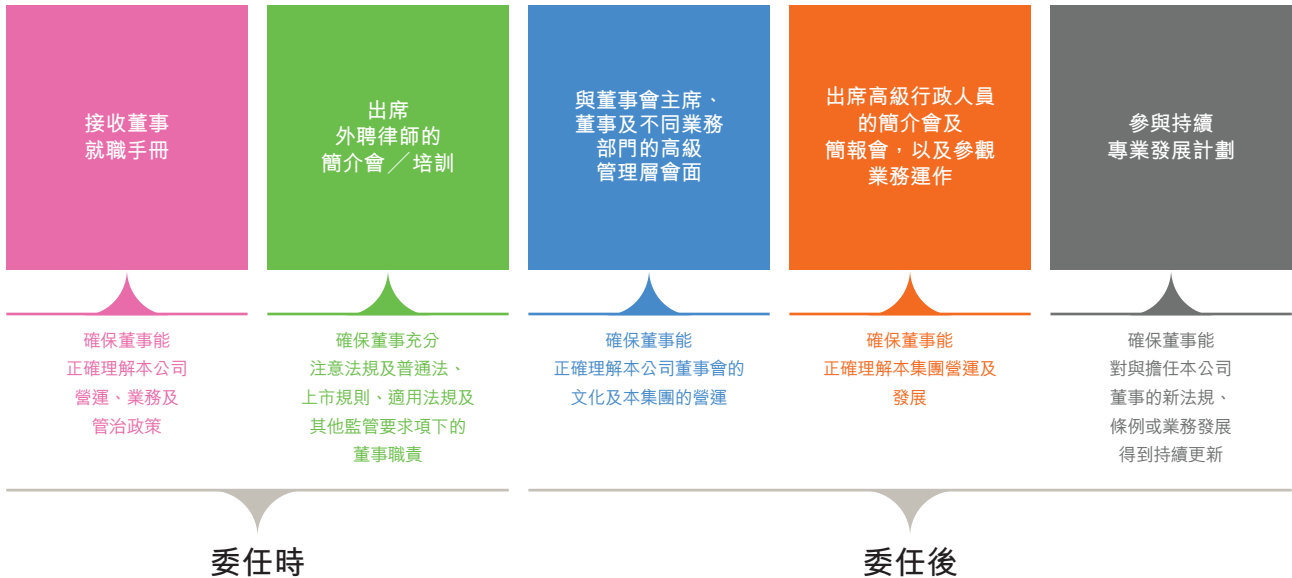 接收董事
就職手冊
出席
外聘律師的
簡介會／培訓
與董事會主席、
董事及不同業務
部門的高級
管理層會面
出席高級行政人員
的簡介會及
簡報會，以及參觀
業務運作
參與持續
專業發展計劃
確保董事能
正確理解本公司
營運、業務及
管治政策
確保董事充分
注意法規及普通法、
上市規則、適用法規及
其他監管要求項下的
董事職責
確保董事能
正確理解本公司董事會的
文化及本集團的營運
確保董事能
正確理解本集團營運及
發展
確保董事能
對與擔任本公司
董事的新法規、
條例或業務發展
得到持續更新
委任時
委任後